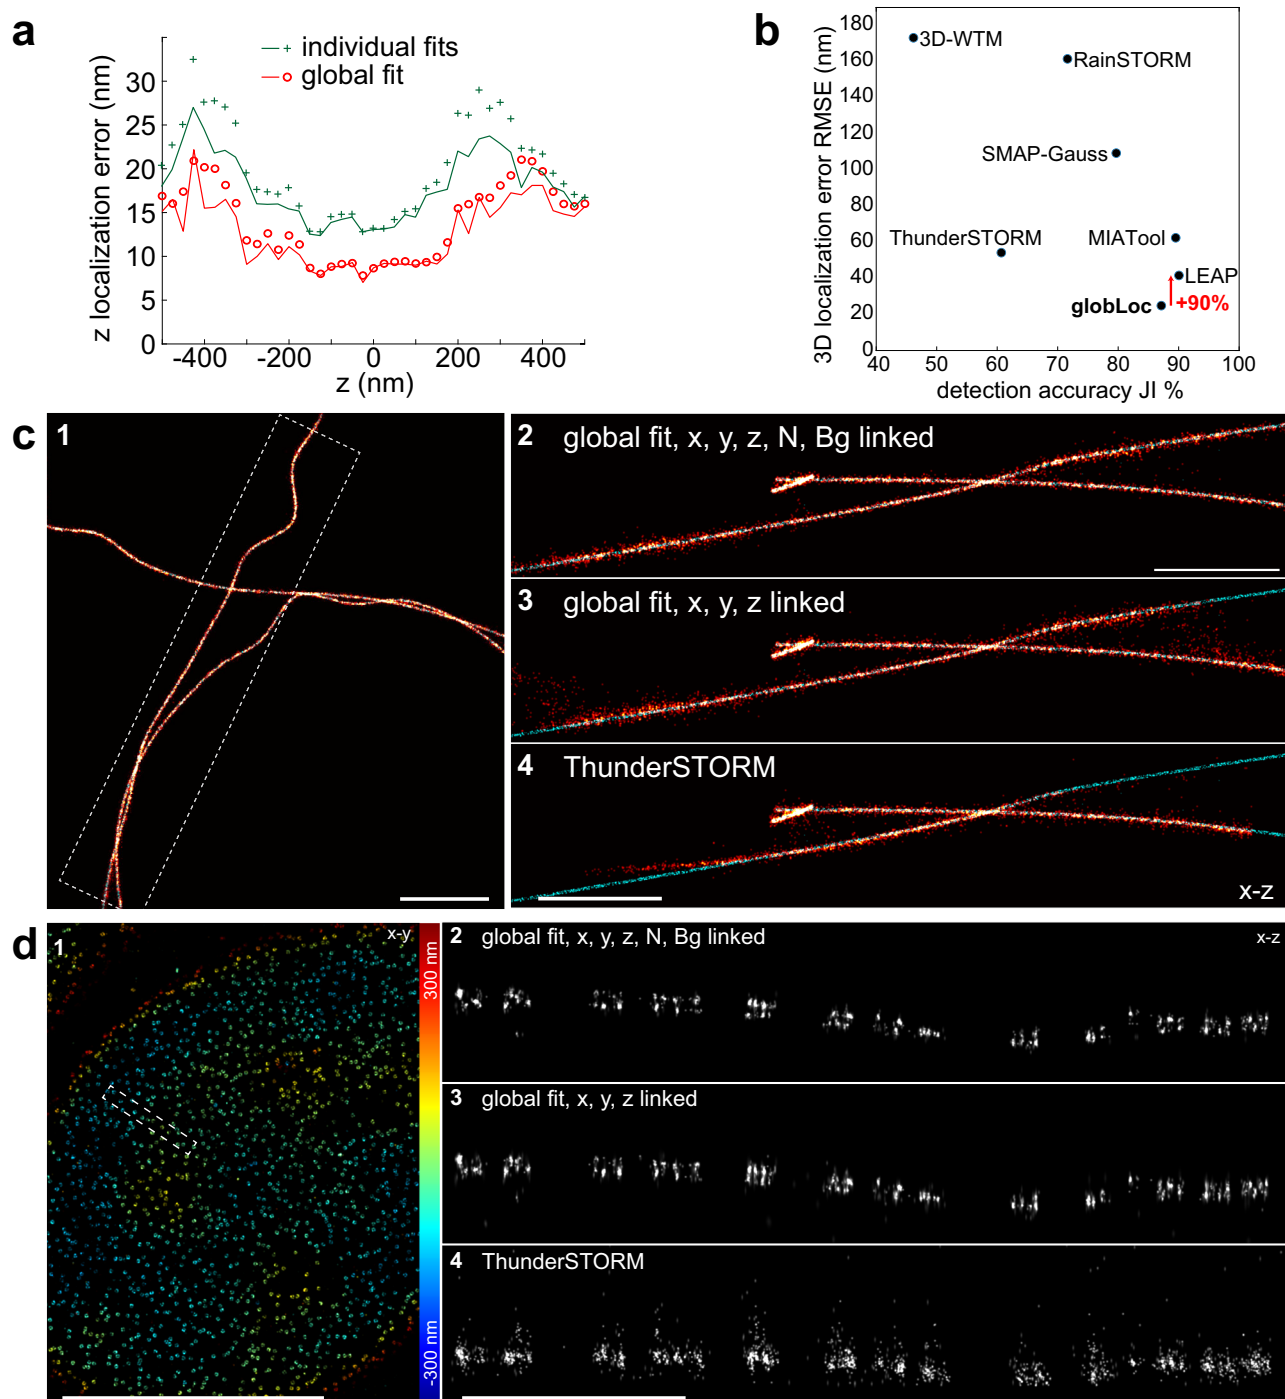 a
z localization error (nm)
30
25
20
15
10
5
0
-400
-200
0
200
400
z (nm)
individual fits
global fit
b
3D localization error RMSE (nm)
180
160
140
120
100
80
60
40
20
0
40
50
60
70
80
90
100
detection accuracy JI %
3D-WTM
RainSTORM
SMAP-Gauss
ThunderSTORM
MIATool
LEAP
globLoc
+90%
c
1
2 global fit, x, y, z, N, Bg linked
3 global fit, x, y, z linked
4 ThunderSTORM
x-z
d
1
x-y
300 nm
-300 nm
2 global fit, x, y, z, N, Bg linked
x-z
3 global fit, x, y, z linked
4 ThunderSTORM